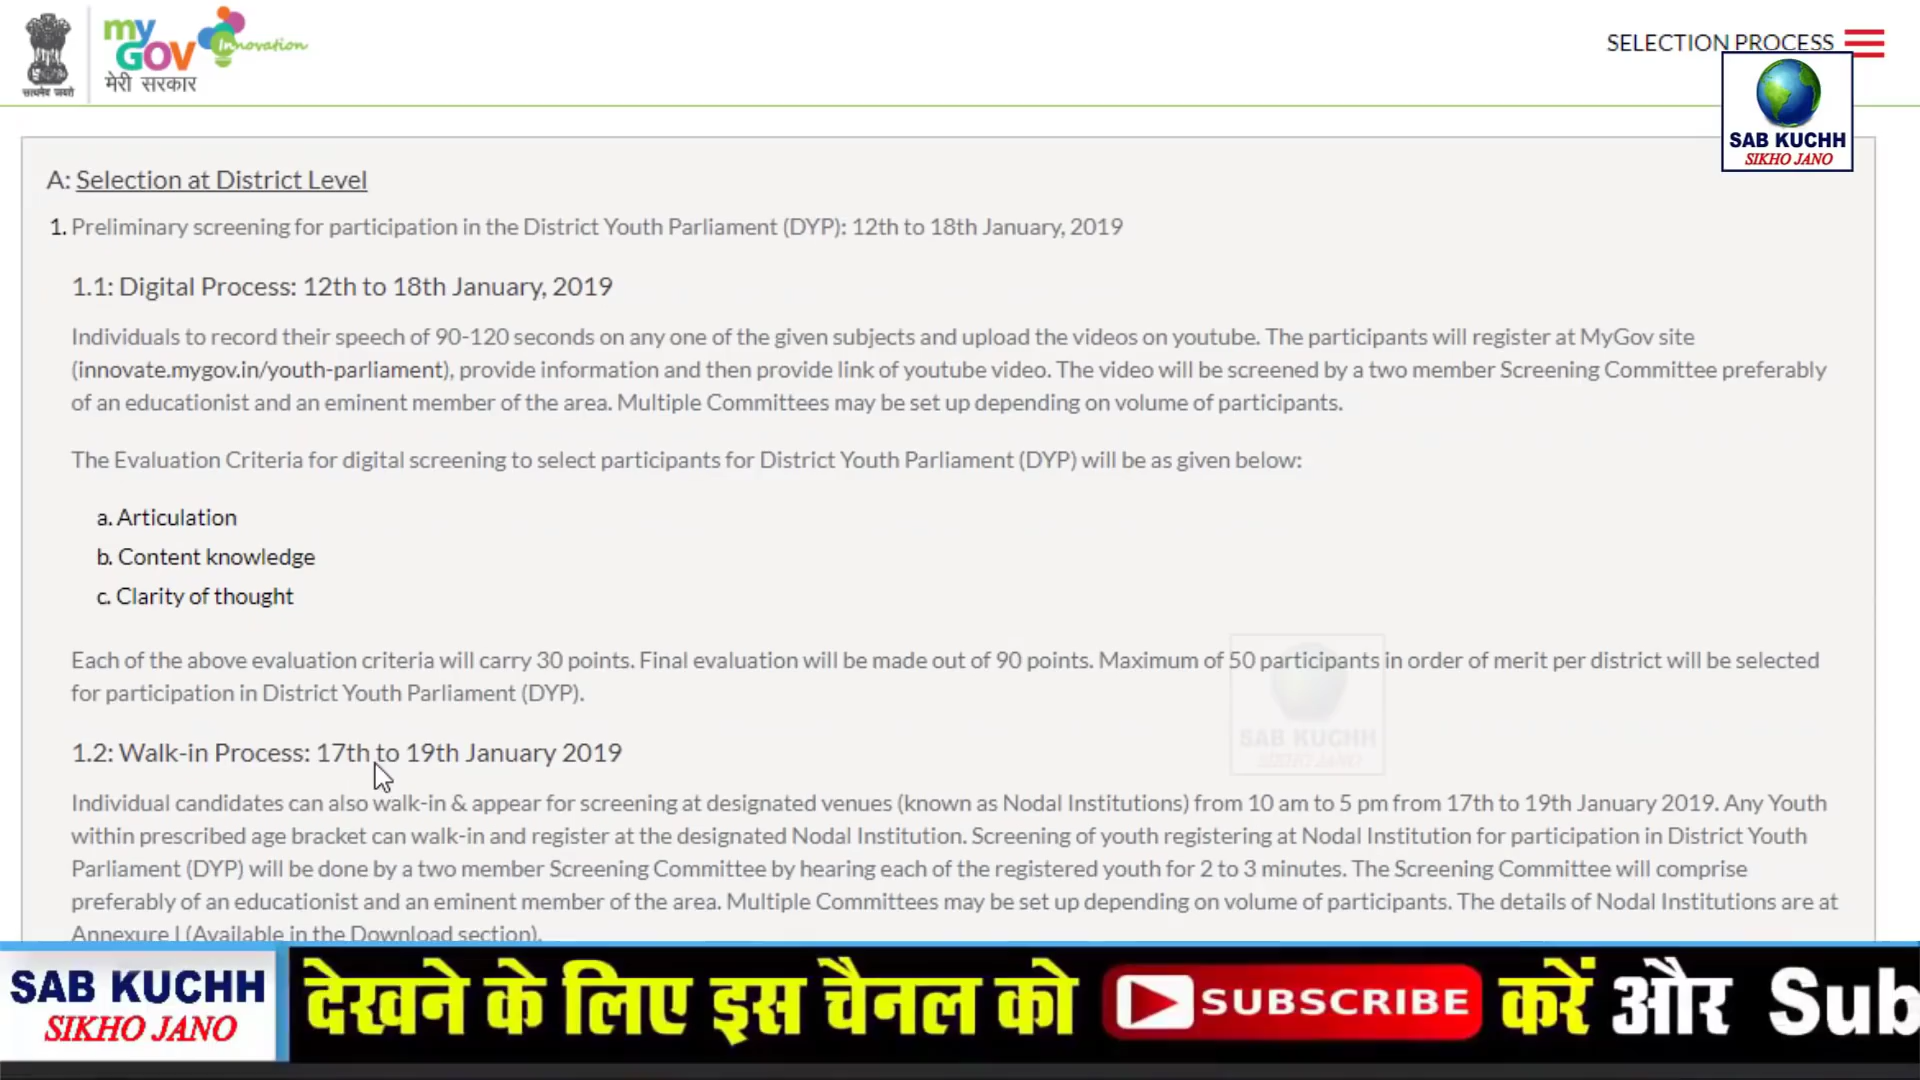 my
GOV
मेरी सरकार
Innovation
सत्यमेव जयते
SELECTION PROCESS
SAB KUCHH
SIKHO JANO
A: Selection at District Level
1. Preliminary screening for participation in the District Youth Parliament (DYP): 12th to 18th January, 2019
1.1: Digital Process: 12th to 18th January, 2019
Individuals to record their speech of 90-120 seconds on any one of the given subjects and upload the videos on youtube. The participants will register at MyGov site
(innovate.mygov.in/youth-parliament), provide information and then provide link of youtube video. The video will be screened by a two member Screening Committee preferably
of an educationist and an eminent member of the area. Multiple Committees may be set up depending on volume of participants.
The Evaluation Criteria for digital screening to select participants for District Youth Parliament (DYP) will be as given below:
a. Articulation
b. Content knowledge
c. Clarity of thought
Each of the above evaluation criteria will carry 30 points. Final evaluation will be made out of 90 points. Maximum of 50 participants in order of merit per district will be selected
for participation in District Youth Parliament (DYP).
SAB KUCHH
SIKHO JANO
1.2: Walk-in Process: 17th to 19th January 2019
Individual candidates can also walk-in & appear for screening at designated venues (known as Nodal Institutions) from 10 am to 5 pm from 17th to 19th January 2019. Any Youth
within prescribed age bracket can walk-in and register at the designated Nodal Institution. Screening of youth registering at Nodal Institution for participation in District Youth
Parliament (DYP) will be done by a two member Screening Committee by hearing each of the registered youth for 2 to 3 minutes. The Screening Committee will comprise
preferably of an educationist and an eminent member of the area. Multiple Committees may be set up depending on volume of participants. The details of Nodal Institutions are at
Annexure I (Available in the Download section).
SAB KUCHH
SIKHO JANO
देखने के लिए इस चैनल को SUBSCRIBE करें और Sub